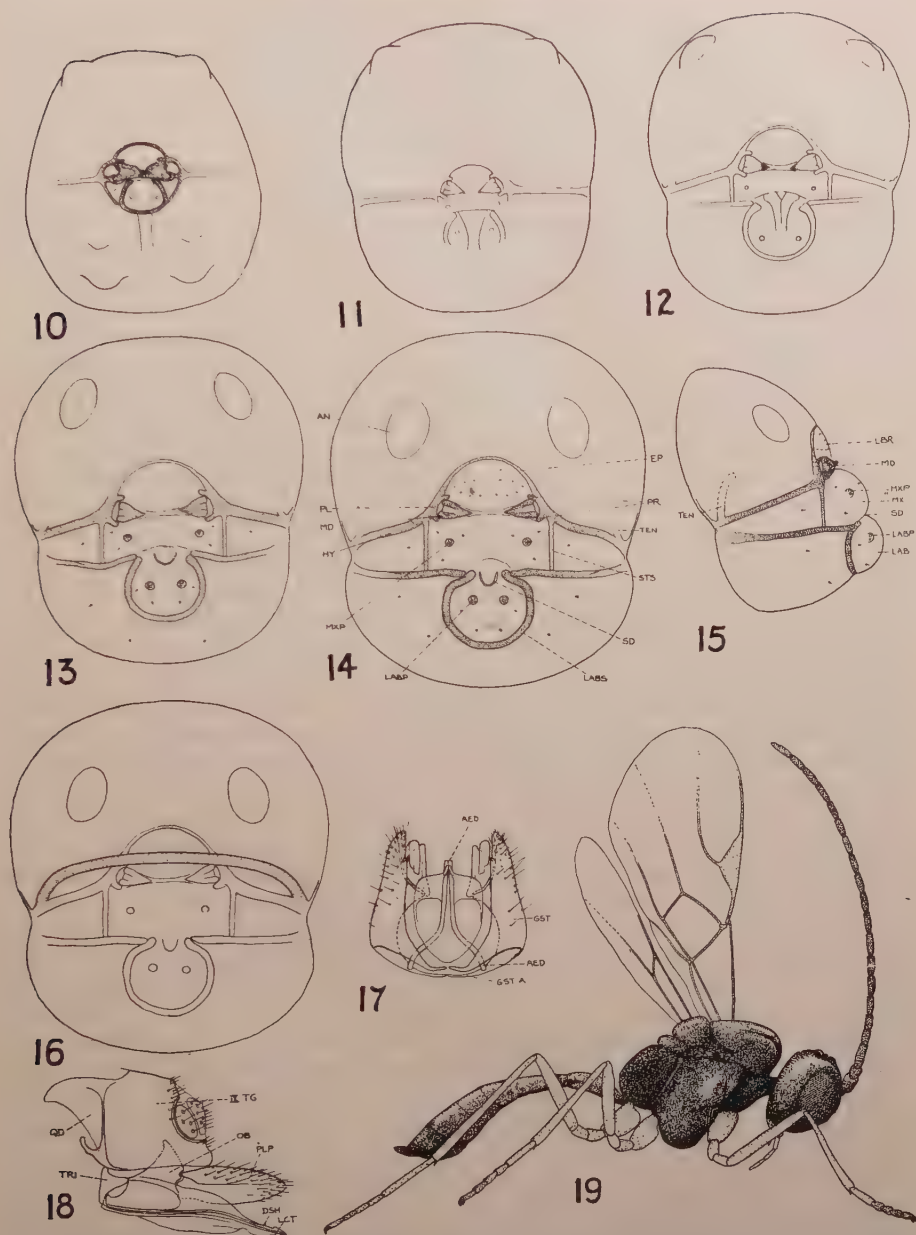 10
11
12
13
AN
EP
PL
PR
MD
TEN
HY
STS
MXP
SD
LABP
LABS
14
LBR
MD
MXP
MX
SD
TEN
LABP
LAB
15
16
AED
GST
AED
GST A
17
IX TG
QD
OB
PLP
TRI
DSH
LCT
18
19